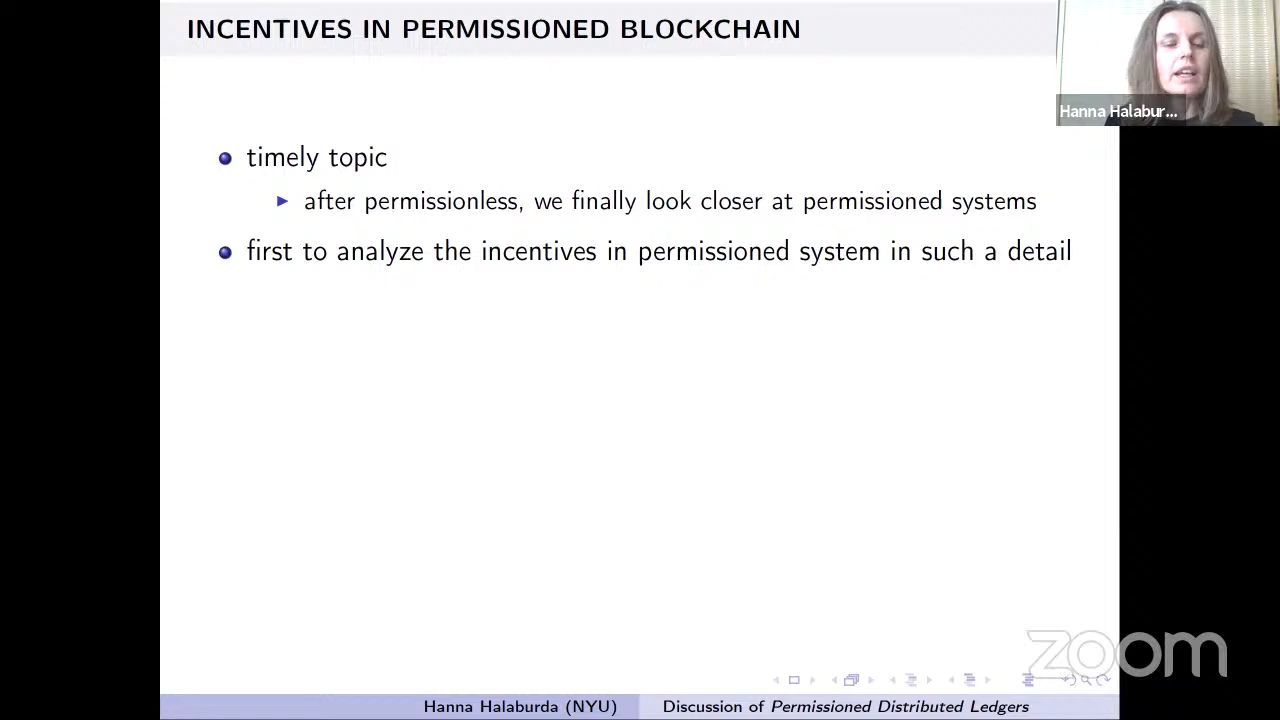 INCENTIVES IN PERMISSIONED BLOCKCHAIN
Hanna Halabur...
timely topic
after permissionless, we finally look closer at permissioned systems
first to analyze the incentives in permissioned system in such a detail
zoom
Hanna Halaburda (NYU)
Discussion of Permissioned Distributed Ledgers